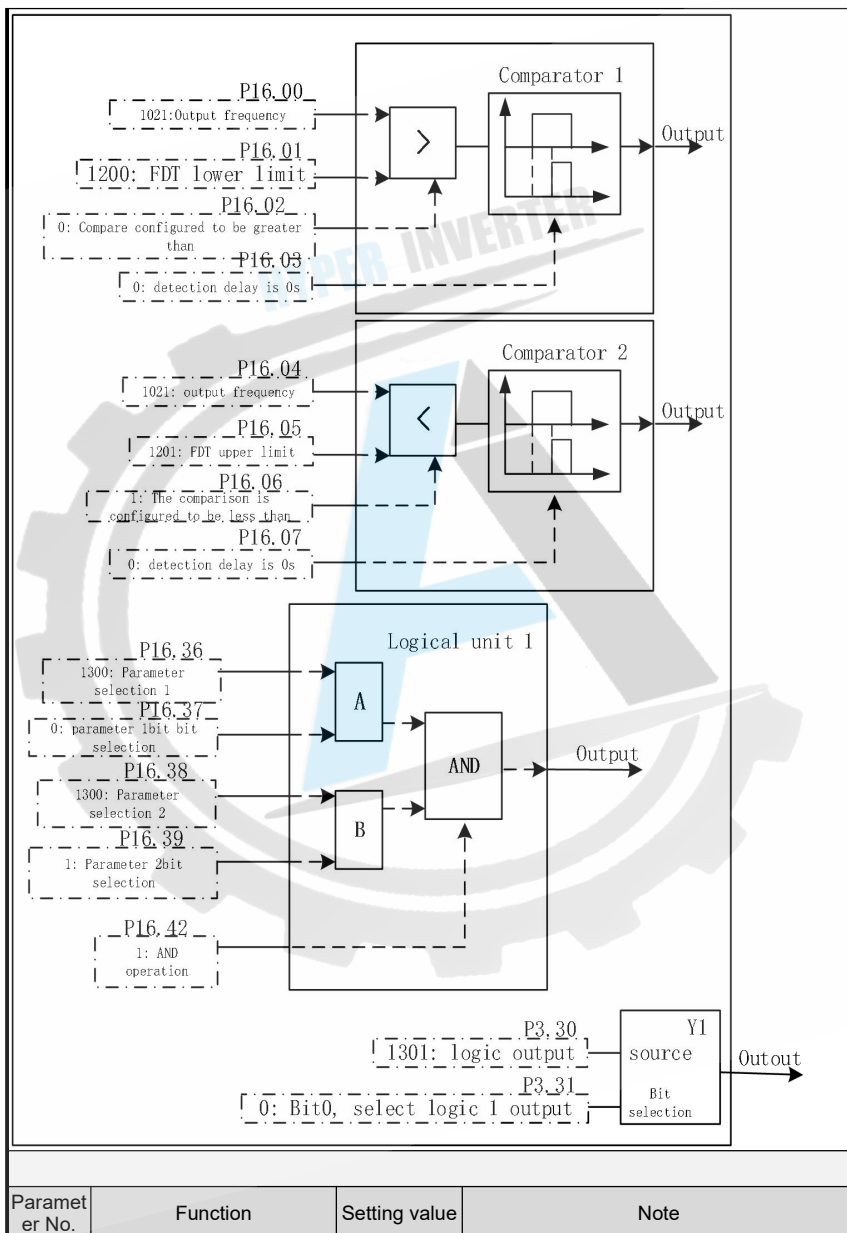 Comparator 1
P16.00
1021:Output frequency
>
Output
P16.01
1200: FDT lower limit
P16.02
0: Compare configured to be greater
than
P16.03
0: detection delay is 0s
HYPER INVERTER
Comparator 2
P16.04
1021: output frequency
<
Output
P16.05
1201: FDT upper limit
P16.06
1: The comparison is
configured to be less than
P16.07
0: detection delay is 0s
Logical unit 1
P16.36
1300: Parameter
selection 1
A
P16.37
0: parameter 1bit bit
selection
AND
Output
P16.38
1300: Parameter
selection 2
B
P16.39
1: Parameter 2bit
selection
P16.42
1: AND
operation
P3.30
Y1
1301: logic output
source
Outout
P3.31
0: Bit0, select logic 1 output
Bit
selection
Paramet
er No.
Function
Setting value
Note